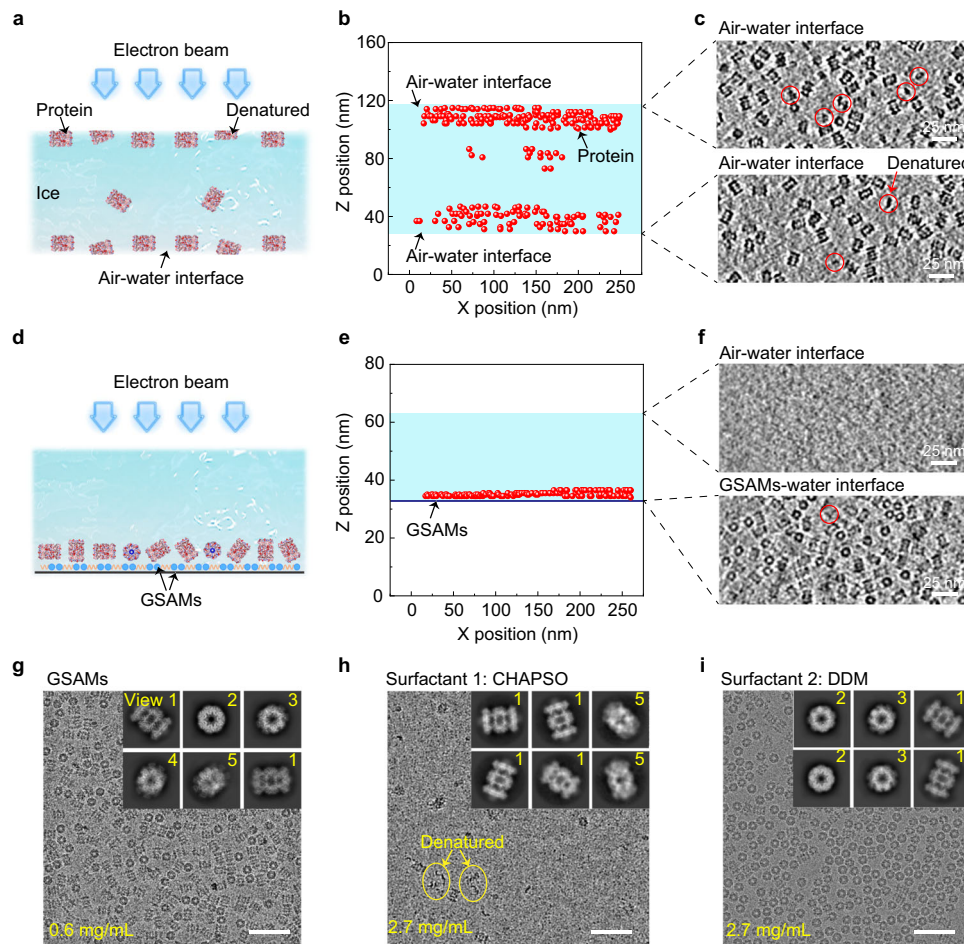 a
Electron beam
Protein
Denatured
Ice
Air-water interface
b
160
120
80
40
0
Z position (nm)
Air-water interface
Protein
Air-water interface
0 50 100 150 200 250
X position (nm)
c
Air-water interface
25 nm
Air-water interface
Denatured
25 nm
d
Electron beam
GSAMs
e
80
60
40
20
0
Z position (nm)
GSAMs
0 50 100 150 200 250
X position (nm)
f
Air-water interface
25 nm
GSAMs-water interface
25 nm
g
GSAMs
View 1 2 3
4 5 1
0.6 mg/mL
h
Surfactant 1: CHAPSO
1 1 5
1 1 5
Denatured
2.7 mg/mL
i
Surfactant 2: DDM
2 3 1
2 3 1
2.7 mg/mL